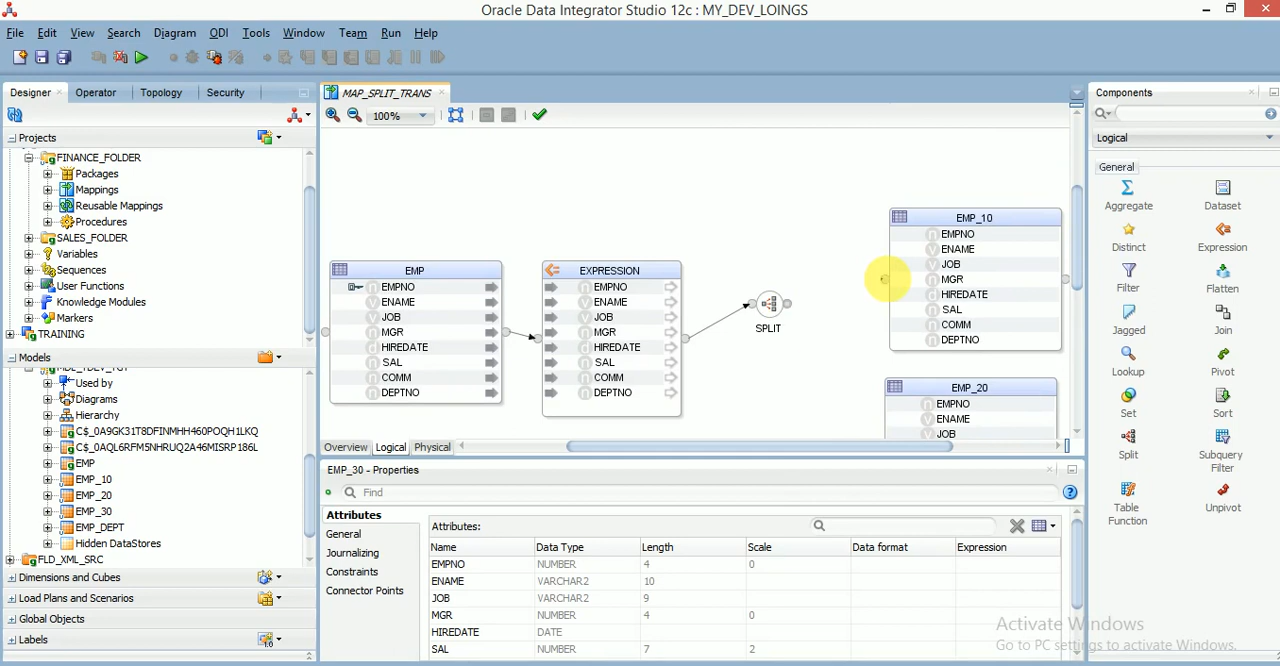 Oracle Data Integrator Studio 12c : MY_DEV_LOINGS
File Edit View Search Diagram ODI Tools Window Team Run Help
Designer Operator Topology Security
Projects
FINANCE_FOLDER
Packages
Mappings
Reusable Mappings
Procedures
SALES_FOLDER
Variables
Sequences
User Functions
Knowledge Modules
Markers
TRAINING
Models
Used by
Diagrams
Hierarchy
C$_0A9GK31T8DFINMHH460POQH1LKQ
C$_0AQL6RFM5NHRUQ2A46MISRP186L
EMP
EMP_10
EMP_20
EMP_30
EMP_DEPT
Hidden DataStores
FLD_XML_SRC
Dimensions and Cubes
Load Plans and Scenarios
Global Objects
Labels
MAP_SPLIT_TRANS
100%
EMP
EMPNO
ENAME
JOB
MGR
HIREDATE
SAL
COMM
DEPTNO
EXPRESSION
EMPNO
ENAME
JOB
MGR
HIREDATE
SAL
COMM
DEPTNO
SPLIT
EMP_10
EMPNO
ENAME
JOB
MGR
HIREDATE
SAL
COMM
DEPTNO
EMP_20
EMPNO
ENAME
JOB
Overview Logical Physical
EMP_30 - Properties
Find
Attributes
General
Journalizing
Constraints
Connector Points
Attributes:
Name Data Type Length Scale Data format Expression
EMPNO NUMBER 4 0
ENAME VARCHAR2 10
JOB VARCHAR2 9
MGR NUMBER 4 0
HIREDATE DATE
SAL NUMBER 7 2
Components
Logical
General
Aggregate Dataset
Distinct Expression
Filter Flatten
Jagged Join
Lookup Pivot
Set Sort
Split Subquery
Filter
Table
Function
Unpivot
Activate Windows
Go to PC settings to activate Windows.